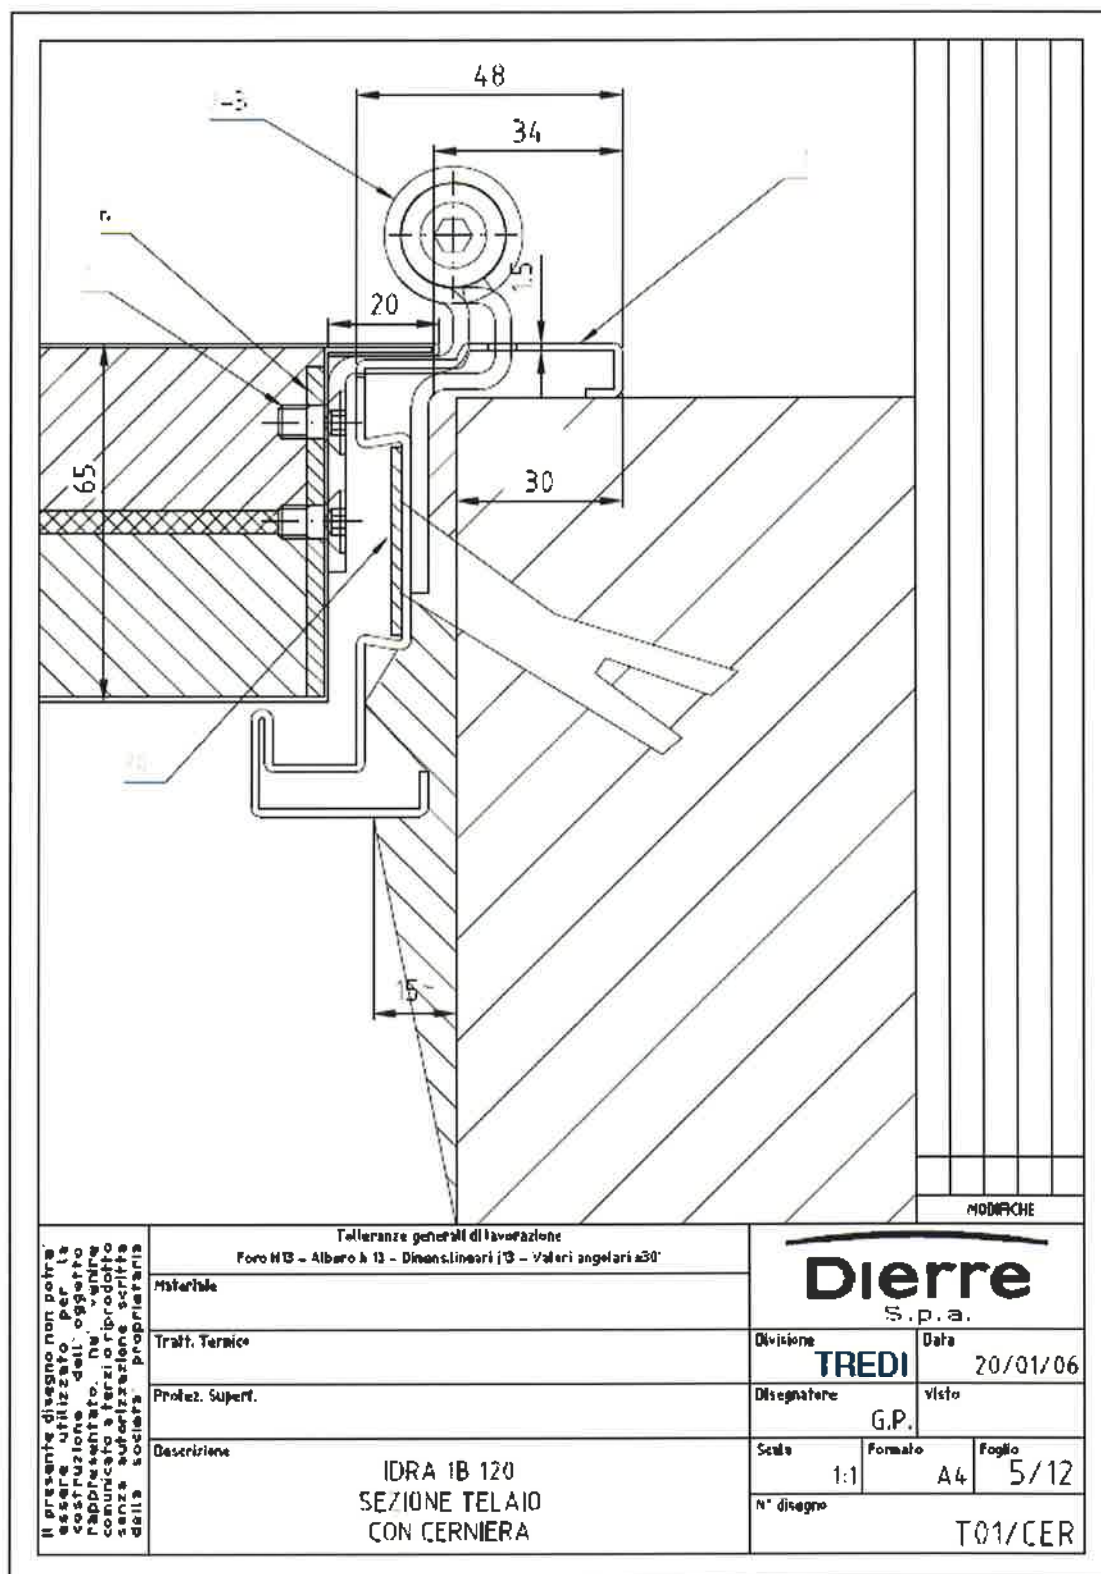 48
34
1.5
20
65
30
15
MODIFICHE
Il presente disegno non potra'
essere utilizzato per la
costruzione dell' oggetto
rappresentato, ne' venire
comunicato a terzi o riprodotto
senza autorizzazione scritta
della societa' proprietaria
Tolleranze generali di lavorazione
Foro H13 - Albero h 13 - Dimens.lineari j13 - Valori angolari ±30'
Materiale
Tratt. Termico
Protez. Superf.
Descrizione
IDRA 1B 120
SEZIONE TELAIO
CON CERNIERA
Dierre
S.p.a.
Divisione
TREDI
Data
20/01/06
Disegnatore
G.P.
Visto
Scala
1:1
Formato
A4
Foglio
5/12
N° disegno
T01/CER